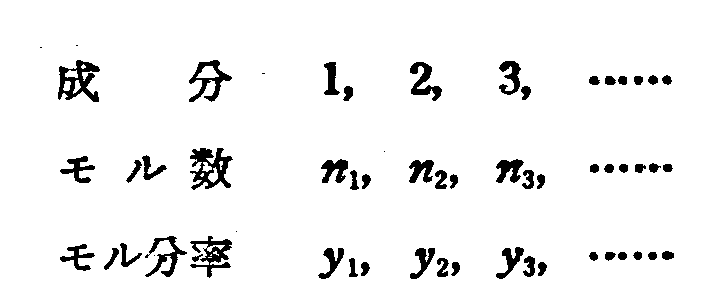 成分 1, 2, 3, ……
モル数 n₁, n₂, n₃, ……
モル分率 y₁, y₂, y₃, ……